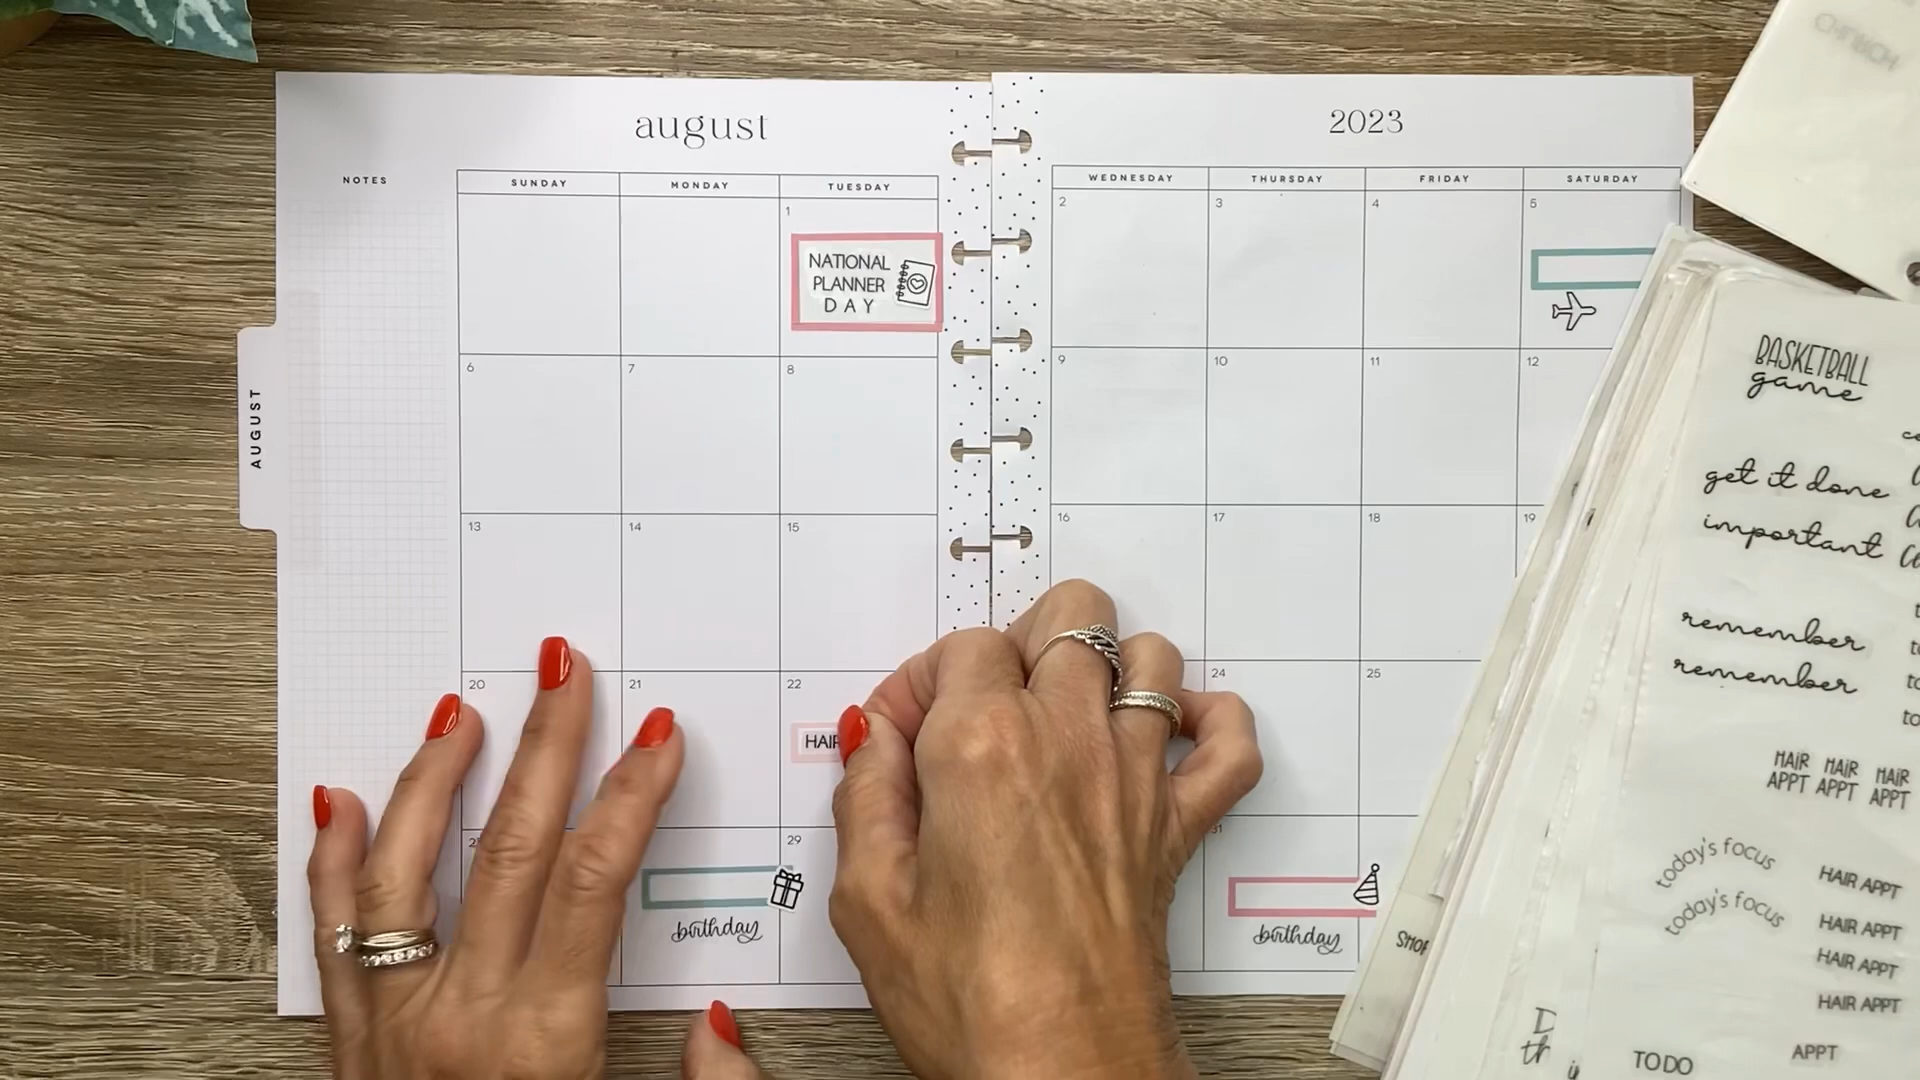 august
2023
NOTES
SUNDAY
MONDAY
TUESDAY
WEDNESDAY
THURSDAY
FRIDAY
SATURDAY
1
2
3
4
5
NATIONAL
PLANNER
DAY
6
7
8
9
10
11
12
AUGUST
13
14
15
16
17
18
19
20
21
22
24
25
HAIR
29
31
birthday
birthday
CHURCH
BASKETBALL
game
get it done
important
remember
remember
HAIR HAIR HAIR
APPT APPT APPT
today's focus
today's focus
HAIR APPT
HAIR APPT
HAIR APPT
HAIR APPT
TO DO
APPT